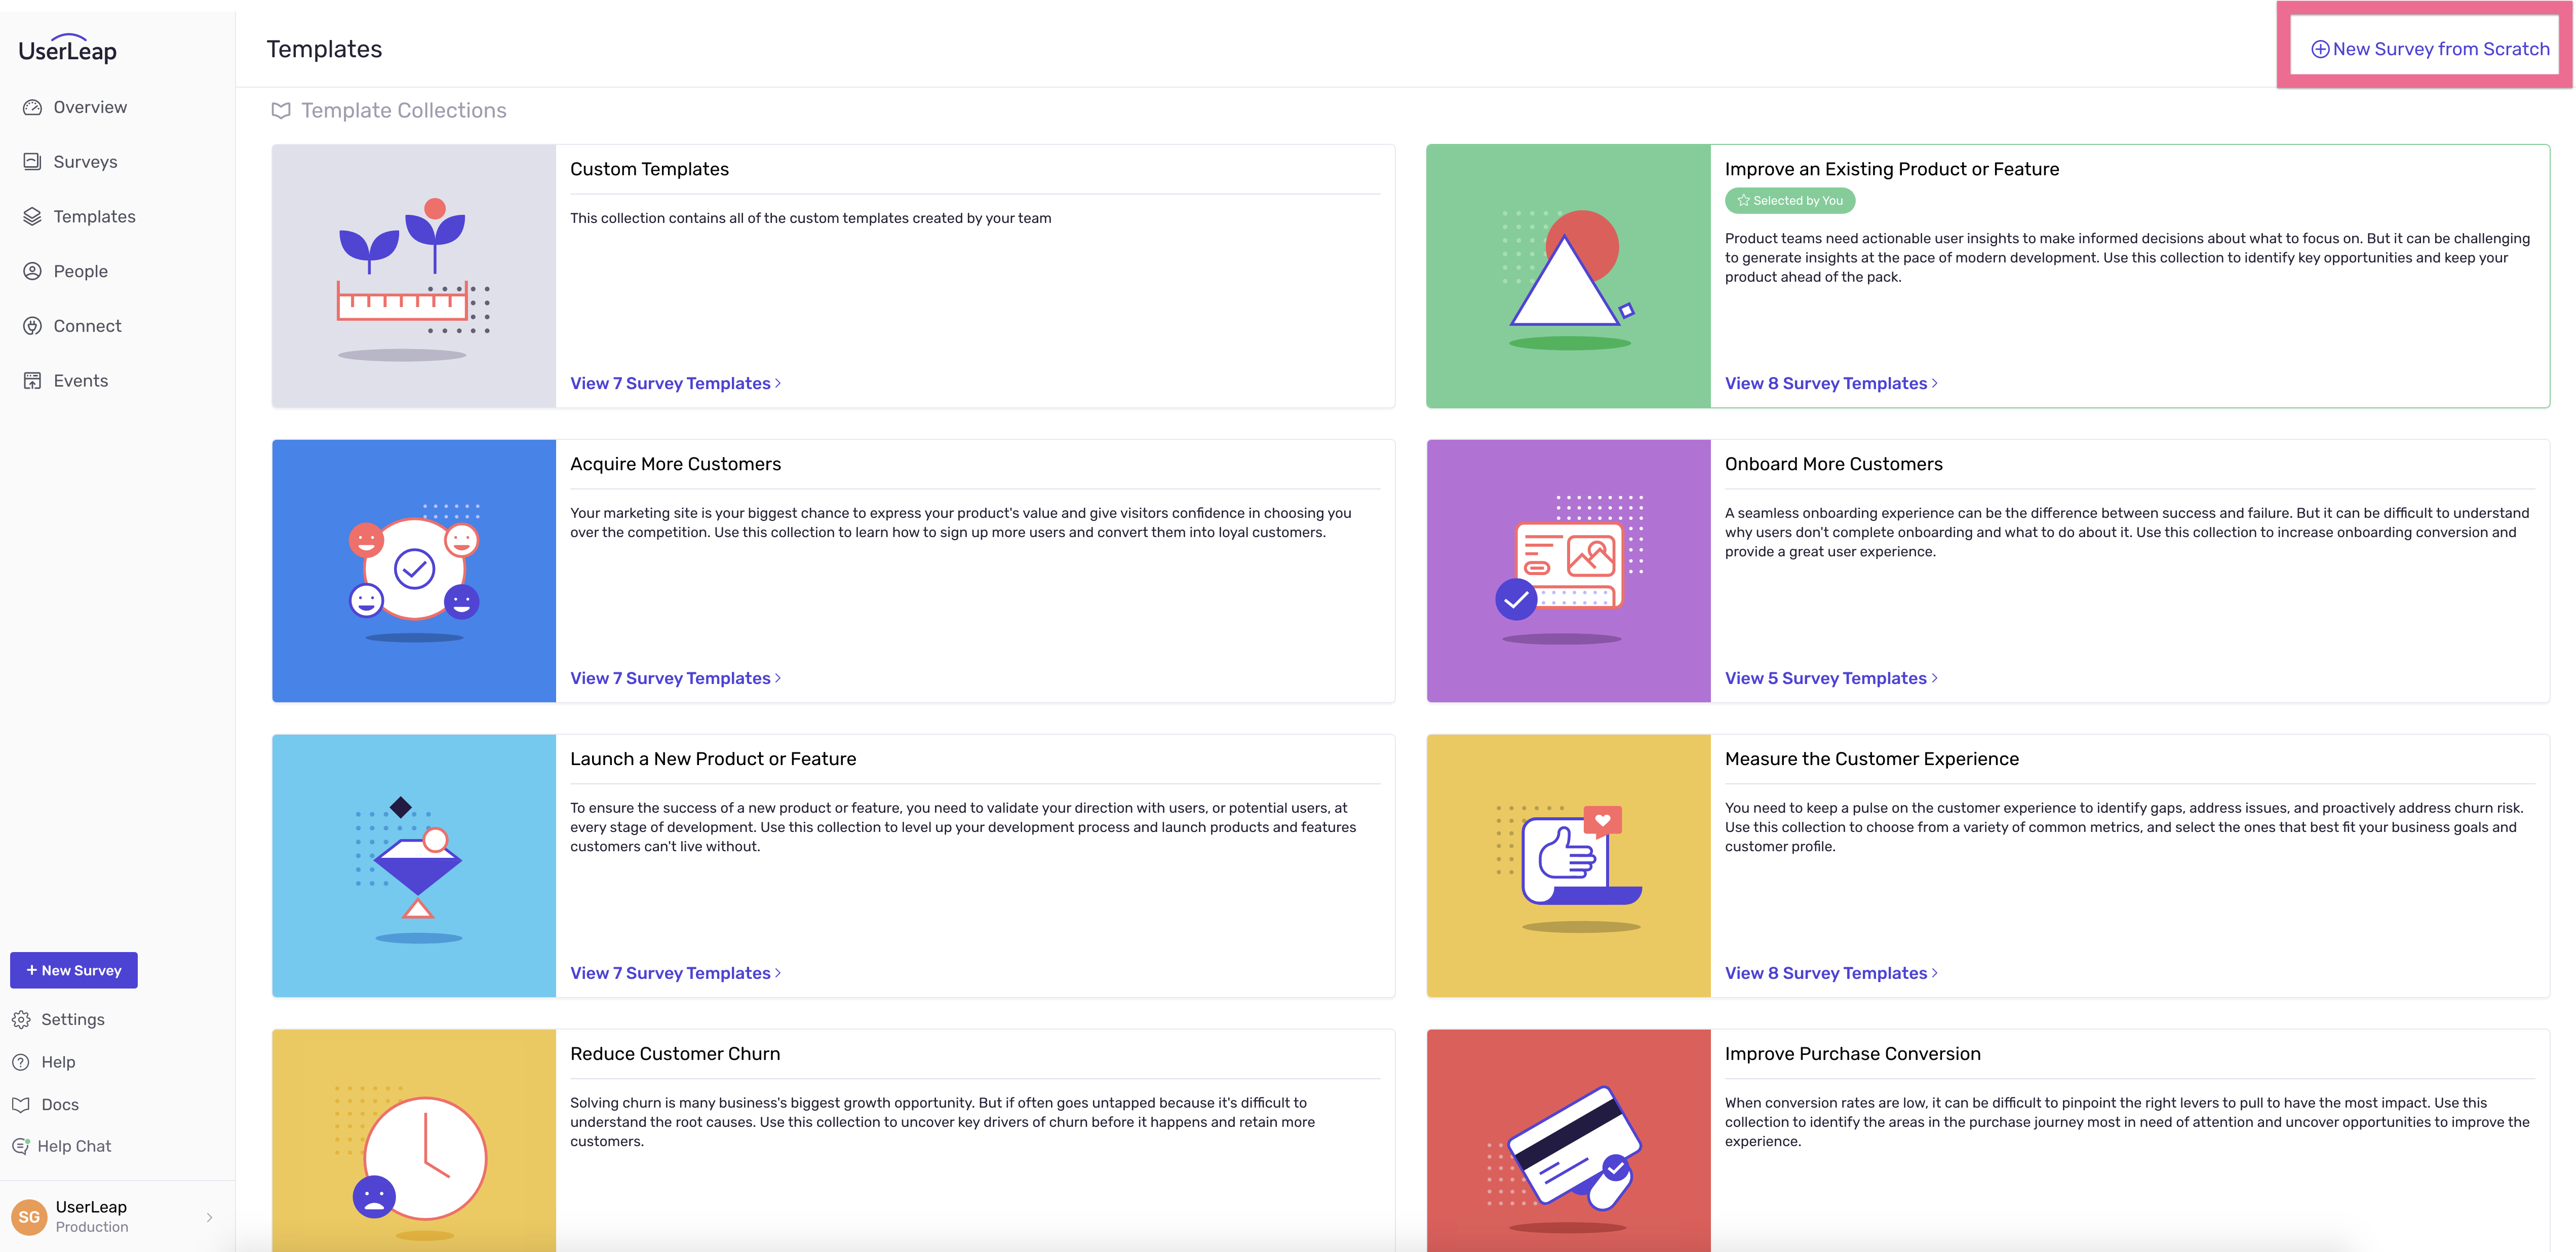 UserLeap
Overview
Surveys
Templates
People
Connect
Events
+ New Survey
Settings
Help
Docs
Help Chat
SG
UserLeap
Production
Templates
New Survey from Scratch
Template Collections
Custom Templates
This collection contains all of the custom templates created by your team
View 7 Survey Templates >
Improve an Existing Product or Feature
Selected by You
Product teams need actionable user insights to make informed decisions about what to focus on. But it can be challenging
to generate insights at the pace of modern development. Use this collection to identify key opportunities and keep your
product ahead of the pack.
View 8 Survey Templates >
Acquire More Customers
Your marketing site is your biggest chance to express your product's value and give visitors confidence in choosing you
over the competition. Use this collection to learn how to sign up more users and convert them into loyal customers.
View 7 Survey Templates >
Onboard More Customers
A seamless onboarding experience can be the difference between success and failure. But it can be difficult to understand
why users don't complete onboarding and what to do about it. Use this collection to increase onboarding conversion and
provide a great user experience.
View 5 Survey Templates >
Launch a New Product or Feature
To ensure the success of a new product or feature, you need to validate your direction with users, or potential users, at
every stage of development. Use this collection to level up your development process and launch products and features
customers can't live without.
View 7 Survey Templates >
Measure the Customer Experience
You need to keep a pulse on the customer experience to identify gaps, address issues, and proactively address churn risk.
Use this collection to choose from a variety of common metrics, and select the ones that best fit your business goals and
customer profile.
View 8 Survey Templates >
Reduce Customer Churn
Solving churn is many business's biggest growth opportunity. But if often goes untapped because it's difficult to
understand the root causes. Use this collection to uncover key drivers of churn before it happens and retain more
customers.
Improve Purchase Conversion
When conversion rates are low, it can be difficult to pinpoint the right levers to pull to have the most impact. Use this
collection to identify the areas in the purchase journey most in need of attention and uncover opportunities to improve the
experience.